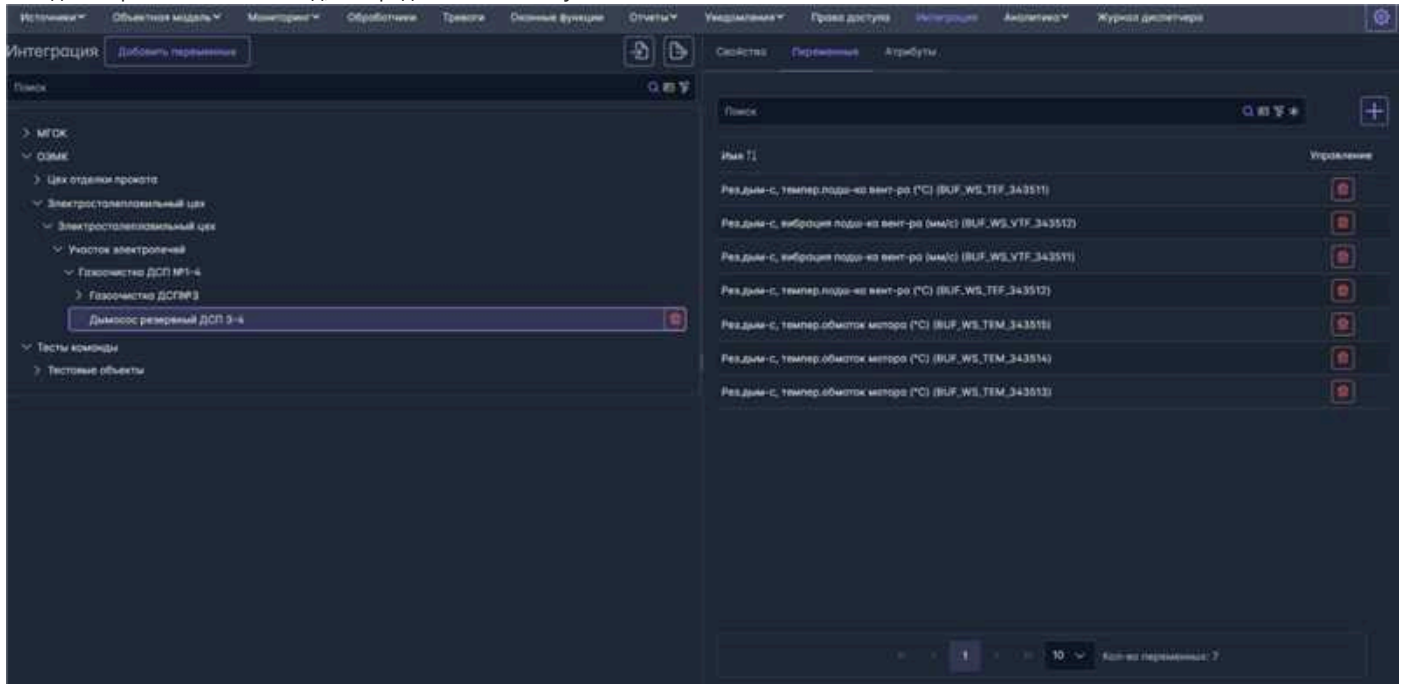 Источники Объектная модель Мониторинг Обработчики Тревоги Оконные функции Отчеты Уведомления Права доступа Интеграция Аналитика Журнал диспетчера
Интеграция Добавить переменные
Поиск
МГОК
ОЭМК
Цех отделки проката
Электросталеплавильный цех
Электросталеплавильный цех
Участок электропечей
Газоочистка ДСП №1-4
Газоочистка ДСП№3
Дымосос резервный ДСП 3-4
Тесты команды
Тестовые объекты
Свойства Переменные Атрибуты
Поиск
Имя Управление
Рез.дым-с, темпер.подш-ка вент-ра (°C) (BUF_WS_TEF_343511)
Рез.дым-с, вибрация подш-ка вент-ра (мм/с) (BUF_WS_VTF_343512)
Рез.дым-с, вибрация подш-ка вент-ра (мм/с) (BUF_WS_VTF_343511)
Рез.дым-с, темпер.подш-ка вент-ра (°C) (BUF_WS_TEF_343512)
Рез.дым-с, темпер.обмоток мотора (°C) (BUF_WS_TEM_343515)
Рез.дым-с, темпер.обмоток мотора (°C) (BUF_WS_TEM_343514)
Рез.дым-с, темпер.обмоток мотора (°C) (BUF_WS_TEM_343513)
1 10 Кол-во переменных: 7